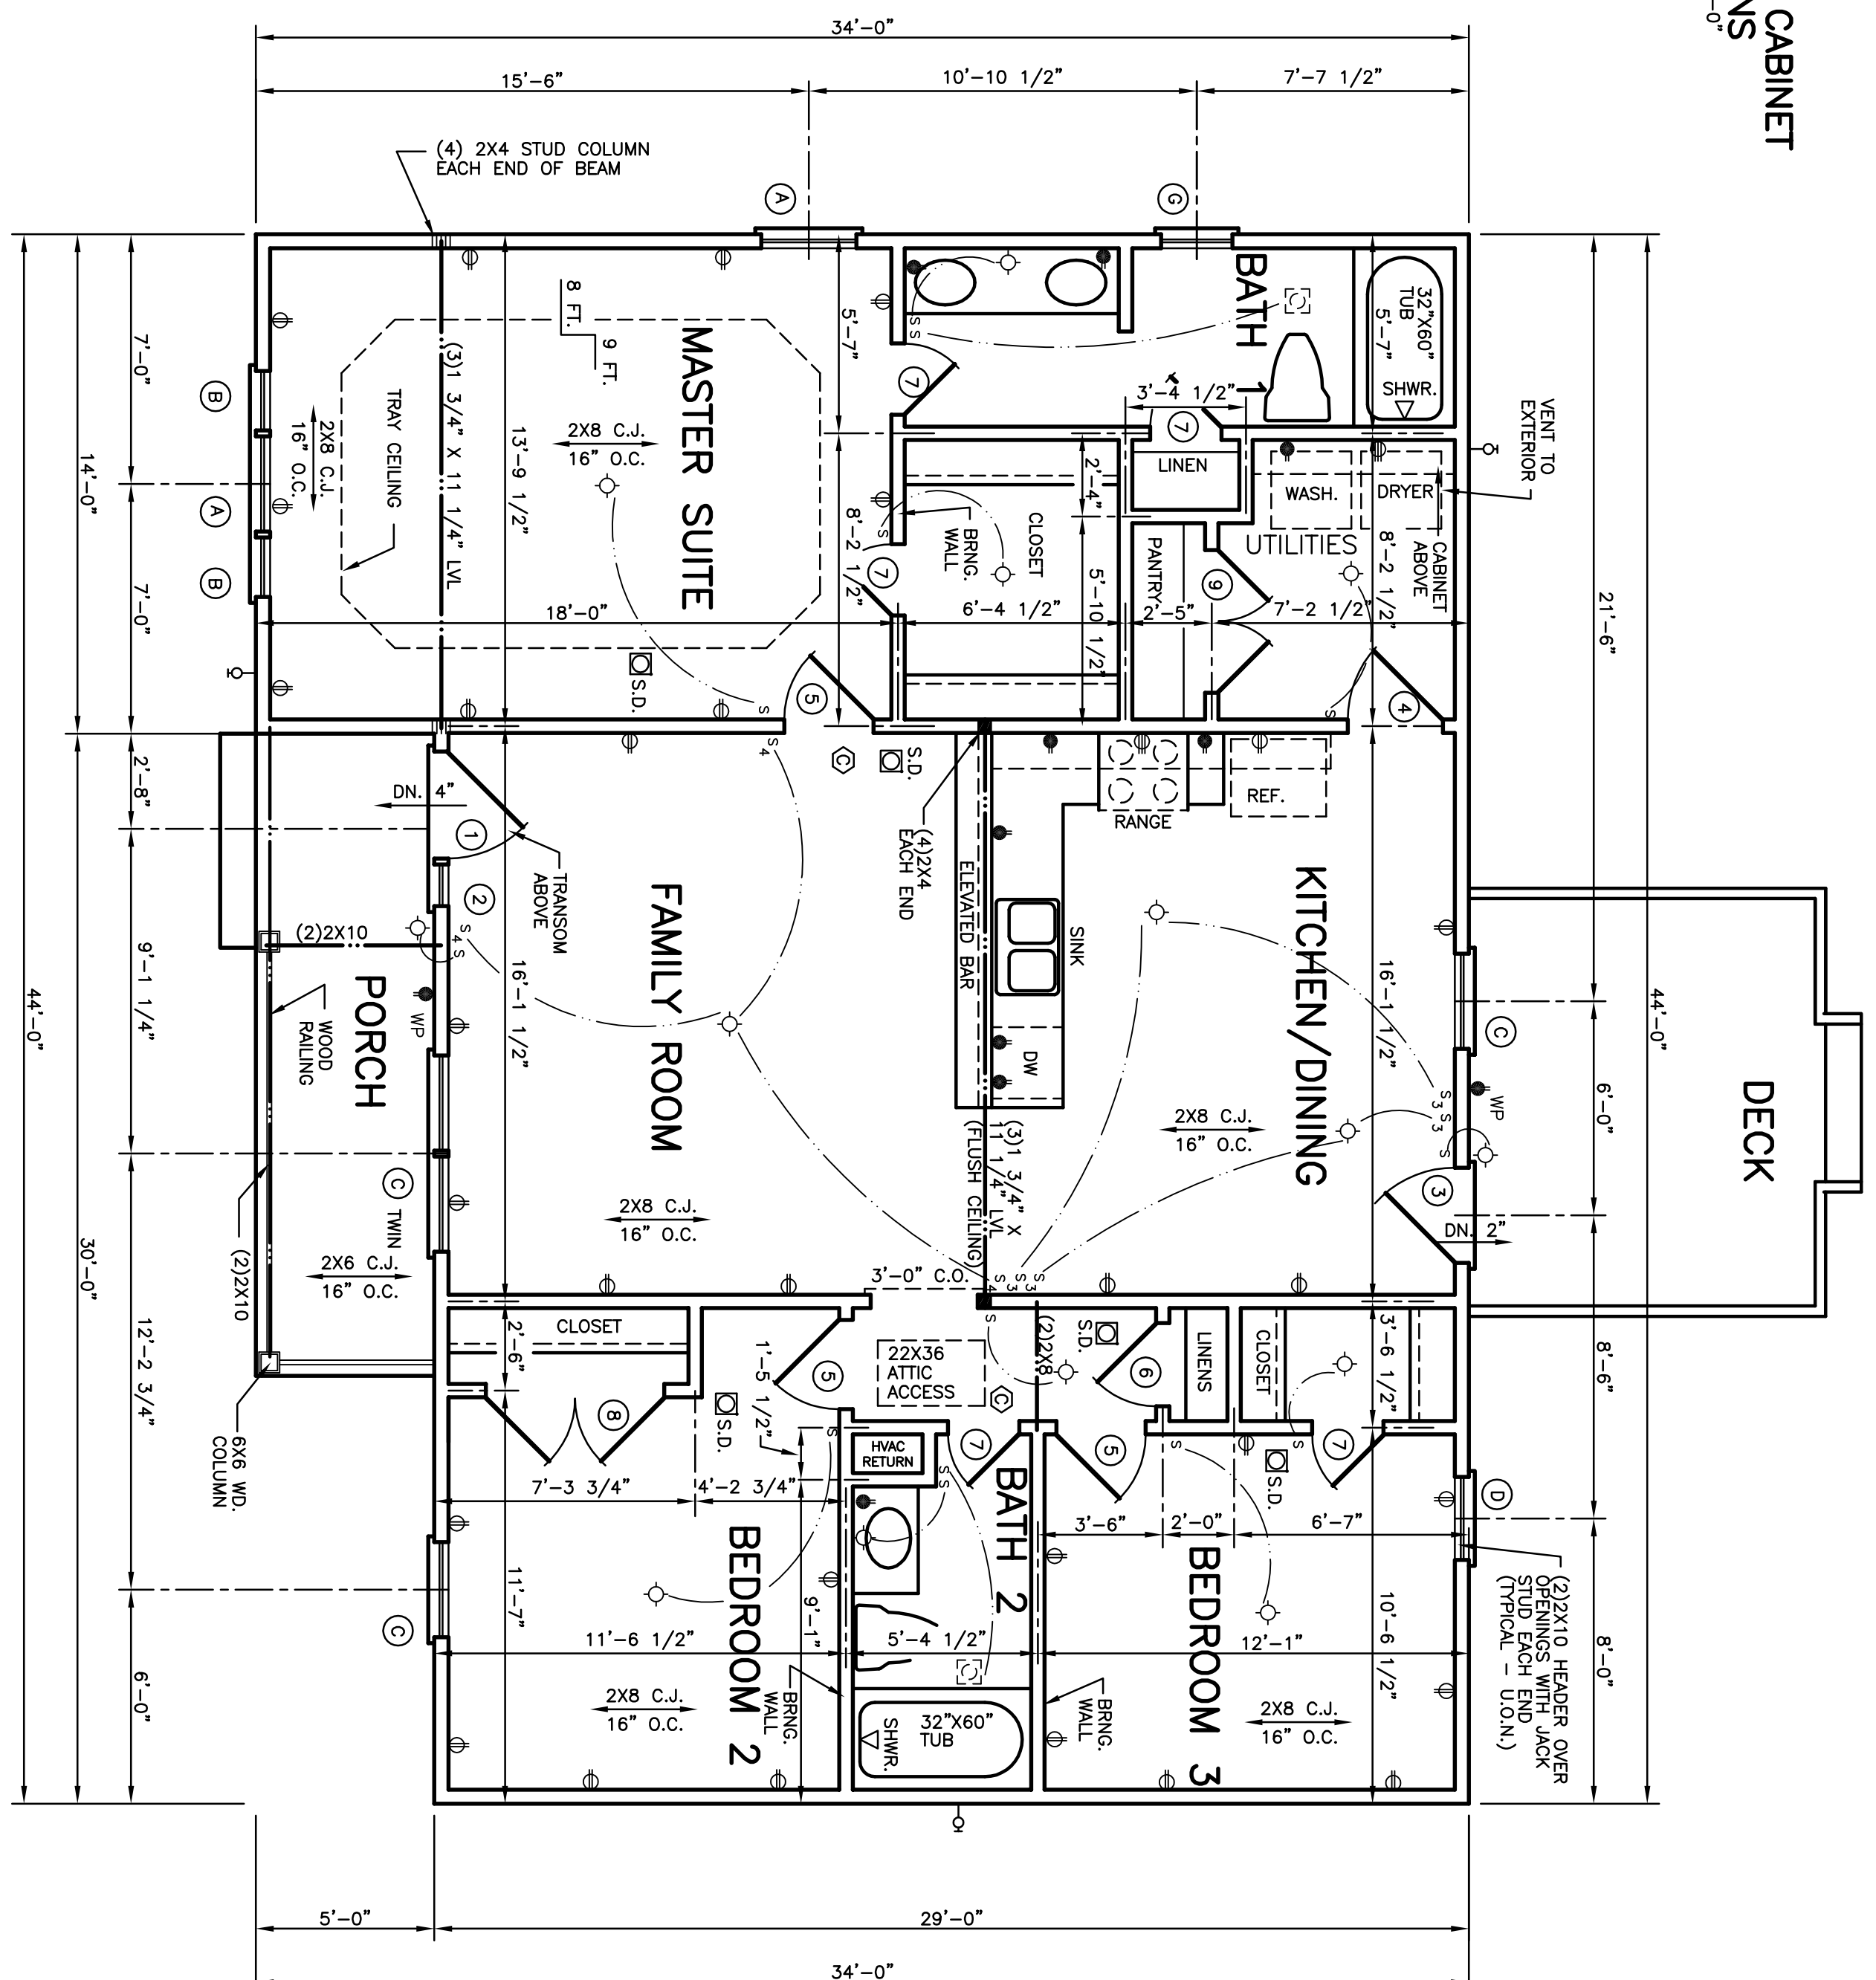 CABINET
NS
-0"
34'-0"
15'-6"
10'-10 1/2"
7'-7 1/2"
(4) 2X4 STUD COLUMN
EACH END OF BEAM
A
G
VENT TO
EXTERIOR
21'-6"
44'-0"
BATH 1
32"X60"
TUB
5'-7"
SHWR.
8 FT.
9 FT.
5'-7"
S S
7
3'-4 1/2"
7
LINEN
2'-4"
WASH.
DRYER
CABINET
ABOVE
UTILITIES
8'-2 1/2"
7'-0"
14'-0"
B
A
B
2X8 C.J.
16" O.C.
TRAY CEILING
(3)1 3/4" X 11 1/4" LVL
13'-9 1/2"
2X8 C.J.
16" O.C.
MASTER SUITE
8'-2 1/2"
S
7
BRNG.
WALL
CLOSET
PANTRY
9
5'-10 1/2"
7'-0"
18'-0"
6'-4 1/2"
2'-5"
7'-2 1/2"
S.D.
S
5
S
4
2'-8"
DN. 4"
1
2
TRANSOM
ABOVE
S 4
C
S.D.
(4)2X4
EACH END
RANGE
REF.
ELEVATED BAR
SINK
DW
KITCHEN/DINING
16'-1 1/2"
C
6'-0"
WP
DECK
S 3
S 3
S
3
DN. 2"
9'-1 1/4"
(2)2X10
S 4
S
PORCH
WP
WOOD
RAILING
16'-1 1/2"
FAMILY ROOM
2X8 C.J.
16" O.C.
(3)1 3/4" X
11 1/4" LVL
(FLUSH CEILING)
2X8 C.J.
16" O.C.
44'-0"
30'-0"
12'-2 3/4"
(2)2X10
C TWIN
2X6 C.J.
16" O.C.
6X6 WD.
COLUMN
3'-0" C.O.
S 4
S 3
S 3
2'-6"
CLOSET
8
1'-5 1/2"
5
22X36
ATTIC
ACCESS
C
S
(2)2X8
S.D.
6
LINENS
CLOSET
3'-6 1/2"
8'-6"
S.D.
S
HVAC
RETURN
7
S S
5
S
S
7
S.D.
D
7'-3 3/4"
4'-2 3/4"
BATH 2
3'-6"
2'-0"
6'-7"
11'-7"
BEDROOM 2
9'-1"
BEDROOM 3
10'-6 1/2"
(2)2X10 HEADER OVER
OPENINGS WITH JACK
STUD EACH END
(TYPICAL - U.O.N.)
8'-0"
C
6'-0"
11'-6 1/2"
5'-4 1/2"
12'-1"
2X8 C.J.
16" O.C.
BRNG.
WALL
32"X60"
TUB
SHWR.
BRNG.
WALL
2X8 C.J.
16" O.C.
5'-0"
29'-0"
34'-0"